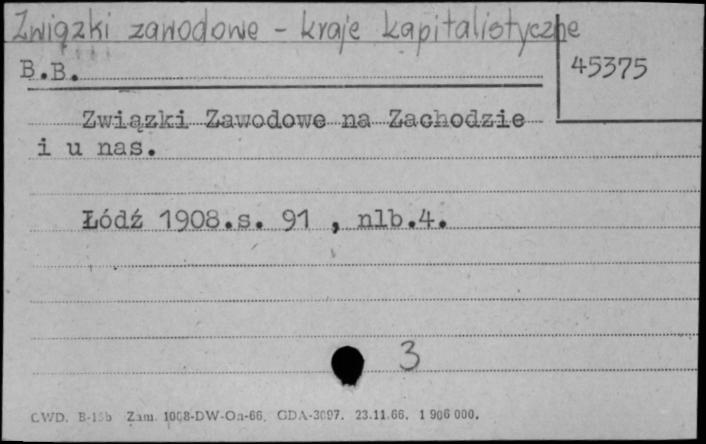 Związki zawodowe - kraje kapitalistyczne
B.B.
45375
Związki Zawodowe na Zachodzie
i u nas.
Łódź 1908.s. 91 , nlb.4.
3
CWD. B-15b Zam. 1008-DW-Oa-66. GDA-3097. 23.11.66. 1 906 000.